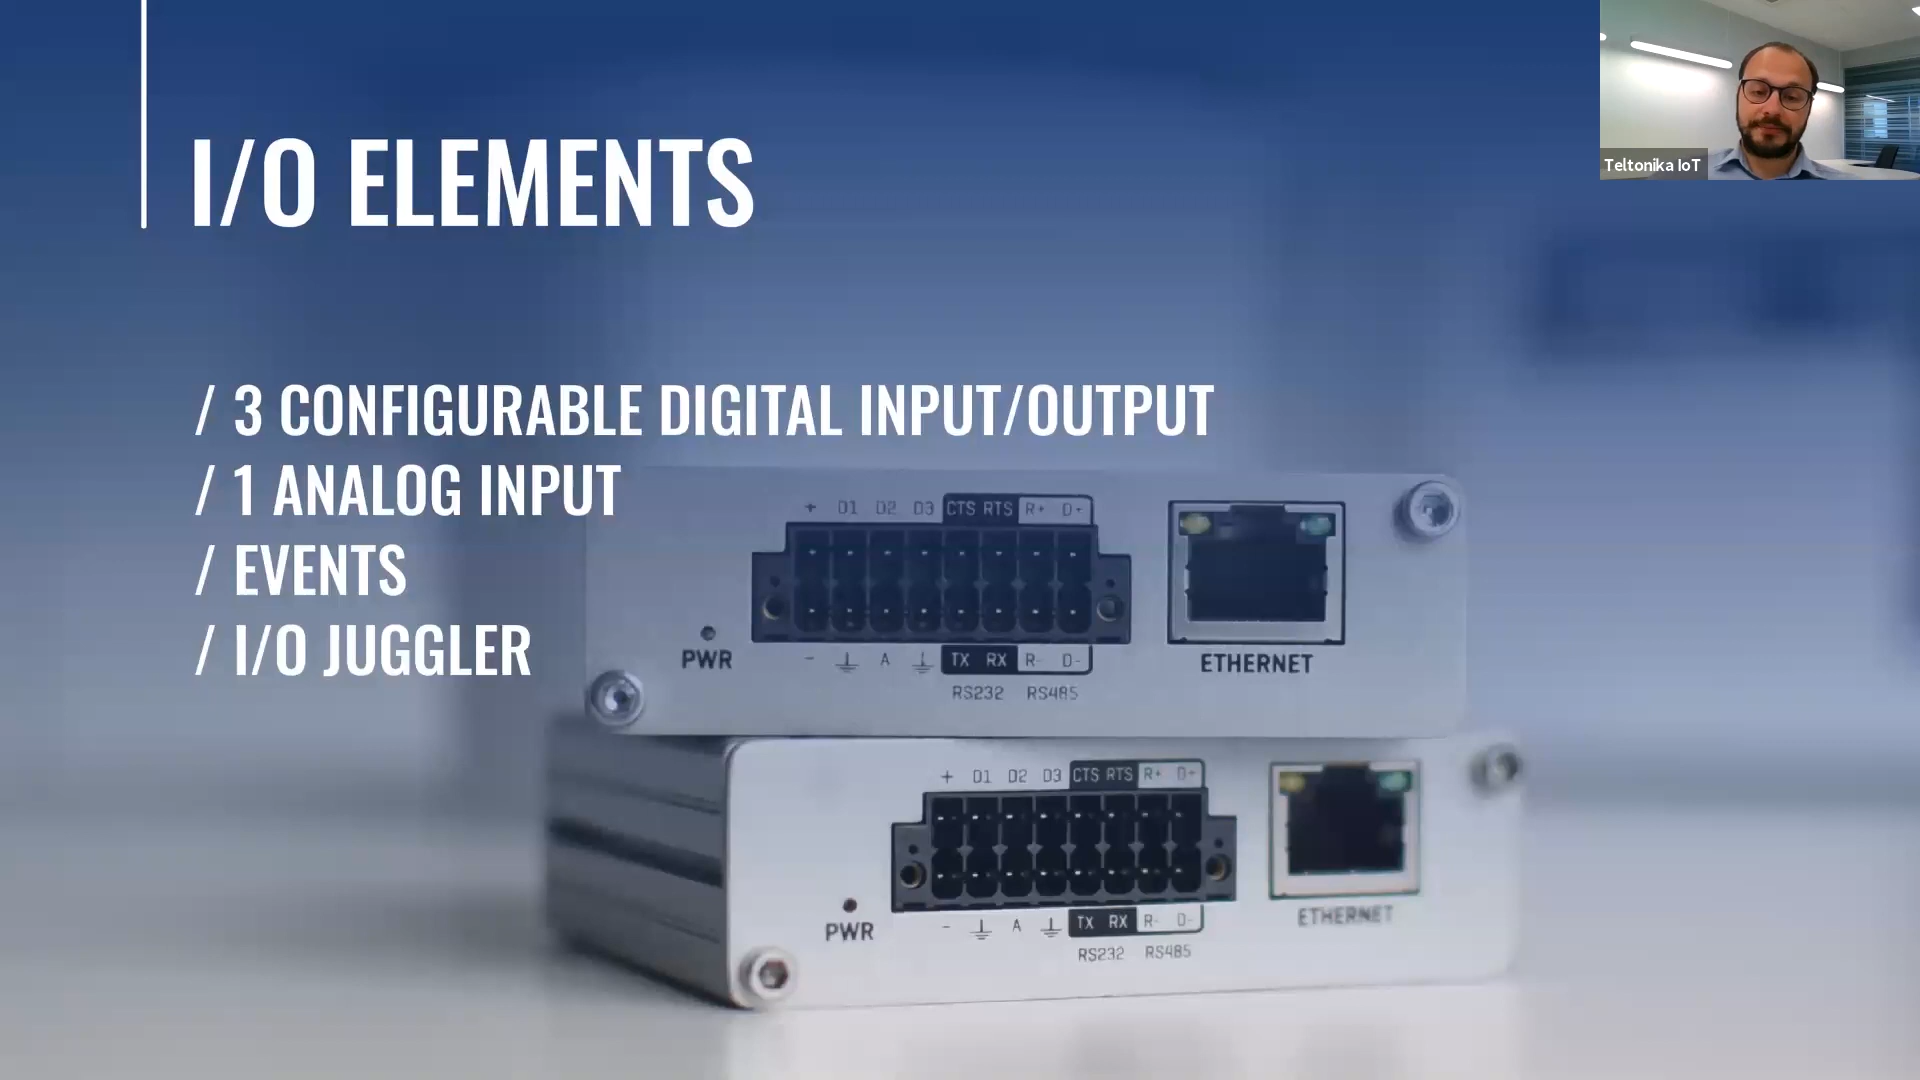 Teltonika IoT
I/O ELEMENTS
/ 3 CONFIGURABLE DIGITAL INPUT/OUTPUT
/ 1 ANALOG INPUT
/ EVENTS
/ I/O JUGGLER
+ D1 D2 D3 CTS RTS R+ D+
PWR
- A TX RX R- D-
RS232 RS485
ETHERNET
+ D1 D2 D3 CTS RTS R+ D+
PWR
- A TX RX R- D-
RS232 RS485
ETHERNET